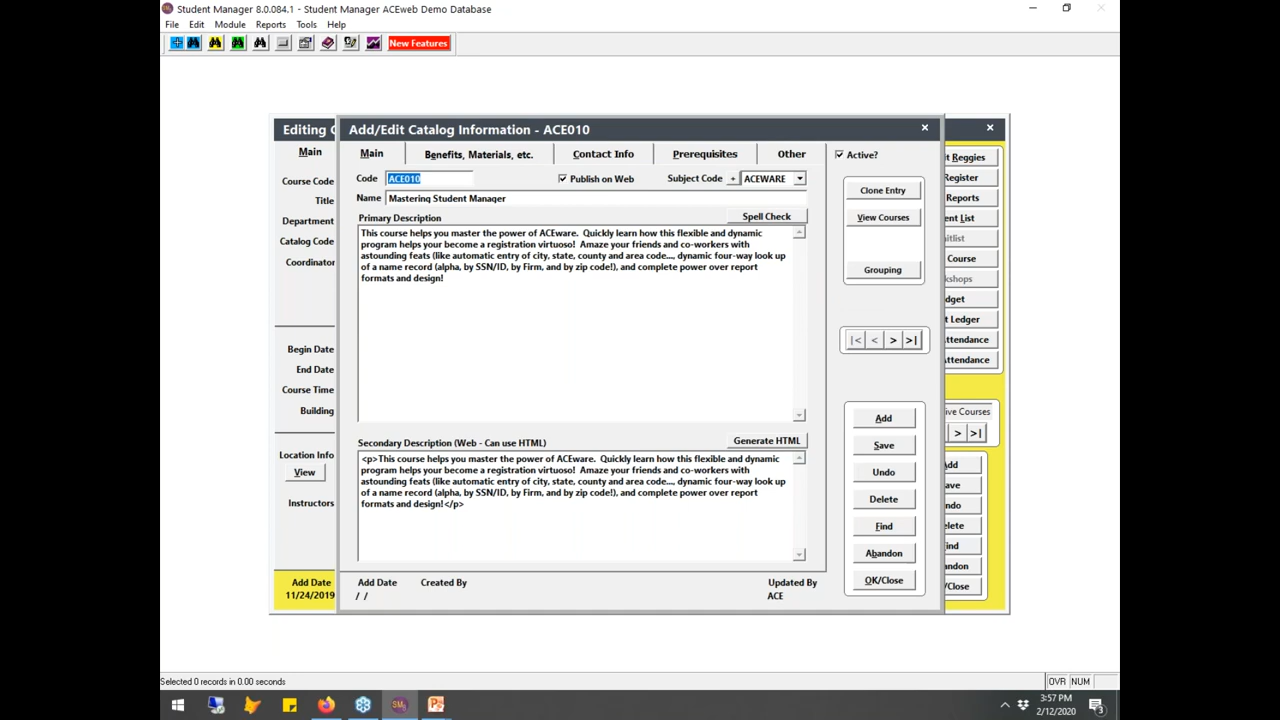 Student Manager 8.0.084.1 - Student Manager ACEweb Demo Database
File Edit Module Reports Tools Help
New Features
Editing
Add/Edit Catalog Information - ACE010
Main
Main Benefits, Materials, etc. Contact Info Prerequisites Other
Active?
Course Code
Title
Department
Catalog Code
Coordinator
Begin Date
End Date
Course Time
Building
Location Info
View
Instructors
Add Date
11/24/2019
Code ACE010 Publish on Web Subject Code + ACEWARE
Name Mastering Student Manager
Primary Description Spell Check
This course helps you master the power of ACEware. Quickly learn how this flexible and dynamic
program helps your become a registration virtuoso! Amaze your friends and co-workers with
astounding feats (like automatic entry of city, state, county and area code..., dynamic four-way look up
of a name record (alpha, by SSN/ID, by Firm, and by zip code!), and complete power over report
formats and design!
Secondary Description (Web - Can use HTML) Generate HTML
<p>This course helps you master the power of ACEware. Quickly learn how this flexible and dynamic
program helps your become a registration virtuoso! Amaze your friends and co-workers with
astounding feats (like automatic entry of city, state, county and area code..., dynamic four-way look up
of a name record (alpha, by SSN/ID, by Firm, and by zip code!), and complete power over report
formats and design!</p>
Add Date Created By Updated By
/ / ACE
Clone Entry
View Courses
Grouping
|< < > >|
Add
Save
Undo
Delete
Find
Abandon
OK/Close
Reggies
Register
Reports
List
Course
Ledger
Attendance
Attendance
Courses
> >|
/Close
Selected 0 records in 0.00 seconds
OVR NUM
3:57 PM
2/12/2020
3